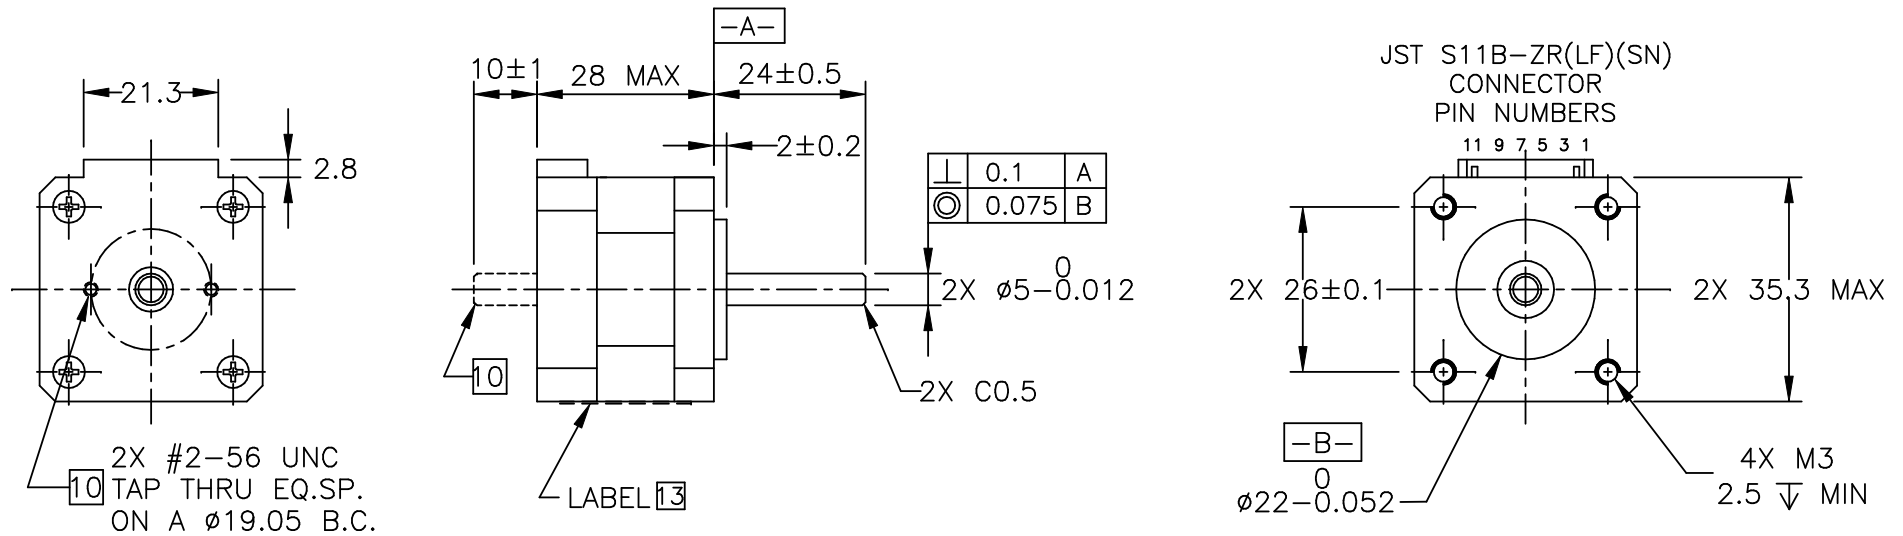 21.3
2.8
10
2X #2-56 UNC
TAP THRU EQ.SP.
ON A ⌀19.05 B.C.
-A-
10±1
28 MAX
24±0.5
2±0.2
⊥ 0.1 A
◎ 0.075 B
0
2X ⌀5-0.012
10
2X C0.5
LABEL 13
JST S11B-ZR(LF)(SN)
CONNECTOR
PIN NUMBERS
11 9 7 5 3 1
2X 26±0.1
2X 35.3 MAX
-B-
0
⌀22-0.052
4X M3
2.5 ↧ MIN